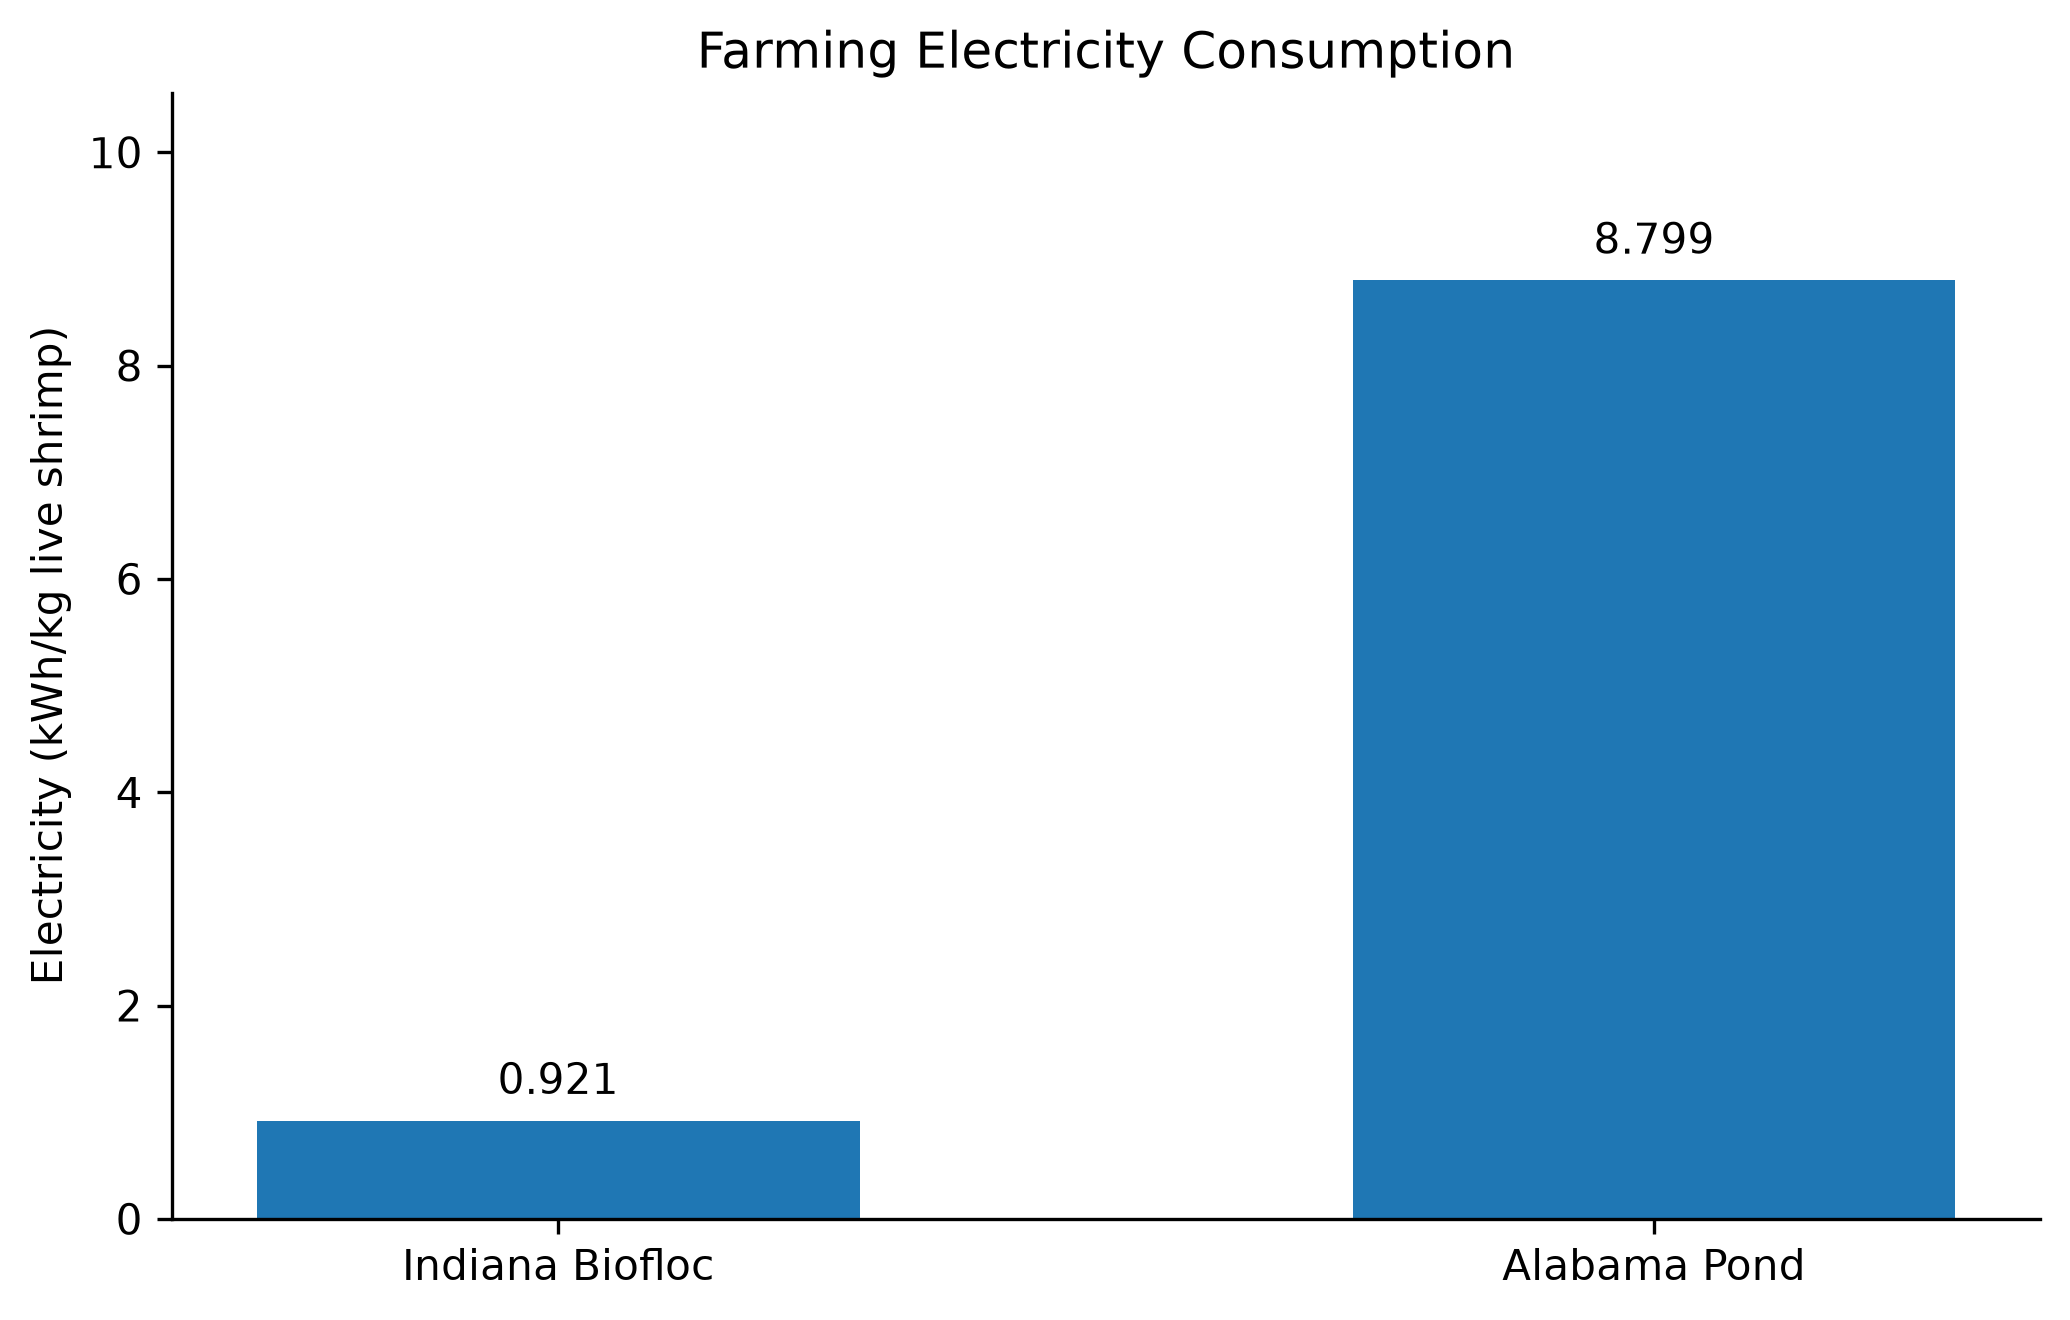 Farming Electricity Consumption
Electricity (kWh/kg live shrimp)
10
8
6
4
2
0
0.921
8.799
Indiana Biofloc
Alabama Pond